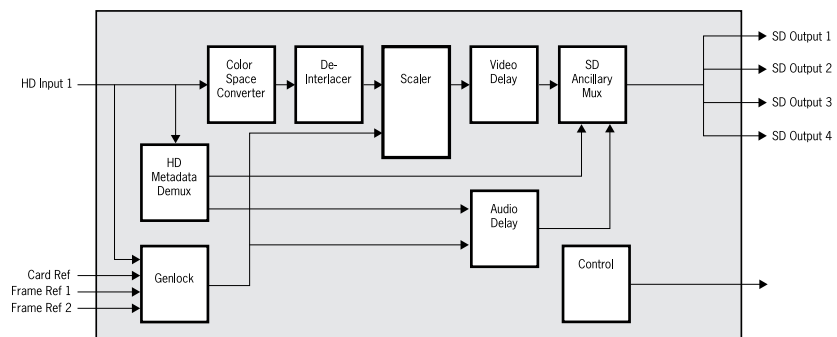 HD Input 1
Color
Space
Converter
De-
Interlacer
Scaler
Video
Delay
SD
Ancillary
Mux
SD Output 1
SD Output 2
SD Output 3
SD Output 4
HD
Metadata
Demux
Audio
Delay
Card Ref
Frame Ref 1
Frame Ref 2
Genlock
Control